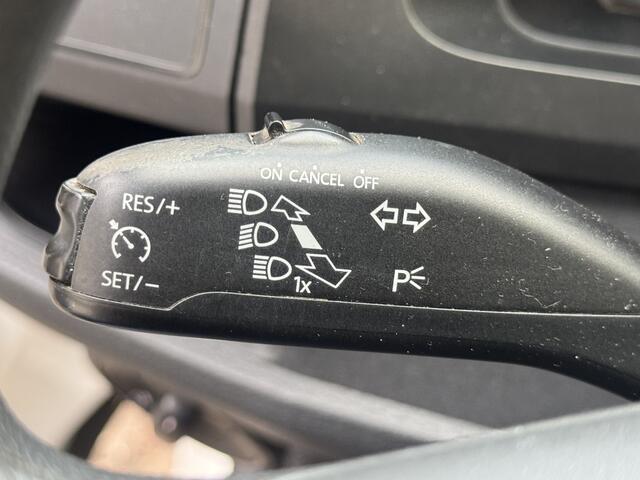 ON CANCEL OFF
RES/+
SET/−
1x
P